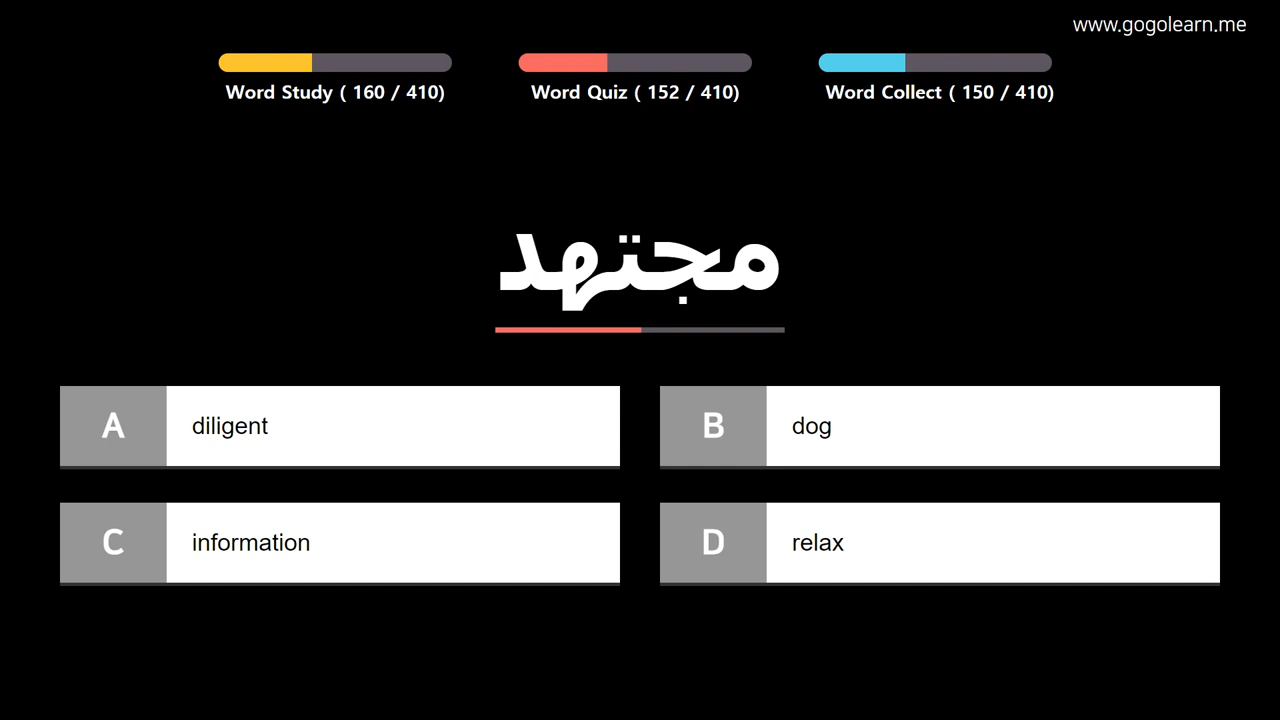 www.gogolearn.me
Word Study ( 160 / 410)
Word Quiz ( 152 / 410)
Word Collect ( 150 / 410)
مجتهد
A diligent
B dog
C information
D relax